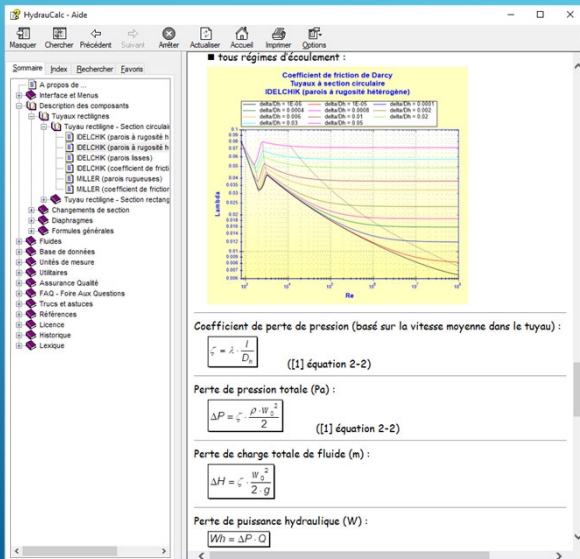 HydrauCalc - Aide
Masquer Chercher Précédent Suivant Arrêter Actualiser Accueil Imprimer Options
Sommaire Index Rechercher Favoris
A propos de ...
Interface et Menus
Description des composants
Tuyaux rectilignes
Tuyau rectiligne - Section circulai
IDELCHIK (parois à rugosité h
IDELCHIK (parois à rugosité h
IDELCHIK (parois lisses)
IDELCHIK (coefficient de fricti
MILLER (parois rugueuses)
MILLER (coefficient de friction
Tuyau rectiligne - Section rectang
Changements de section
Diaphragmes
Formules générales
Fluides
Base de données
Unités de mesure
Utilitaires
Assurance Qualité
FAQ - Foire Aux Questions
Trucs et astuces
Références
Licence
Historique
Lexique
■ tous régimes d'écoulement :
Coefficient de friction de Darcy
Tuyaux à section circulaire
IDELCHIK (parois à rugosité hétérogène)
delta/Dh = 1E-06 delta/Dh = 1E-05 delta/Dh = 0.0001
delta/Dh = 0.0004 delta/Dh = 0.0008 delta/Dh = 0.002
delta/Dh = 0.006 delta/Dh = 0.01 delta/Dh = 0.02
delta/Dh = 0.03 delta/Dh = 0.05
Lambda
Re
Coefficient de perte de pression (basé sur la vitesse moyenne dans le tuyau) :
ζ = λ · l / D_h ([1] équation 2-2)
Perte de pression totale (Pa) :
ΔP = ζ · ρ · w_0² / 2 ([1] équation 2-2)
Perte de charge totale de fluide (m) :
ΔH = ζ · w_0² / 2 · g
Perte de puissance hydraulique (W) :
Wh = ΔP · Q